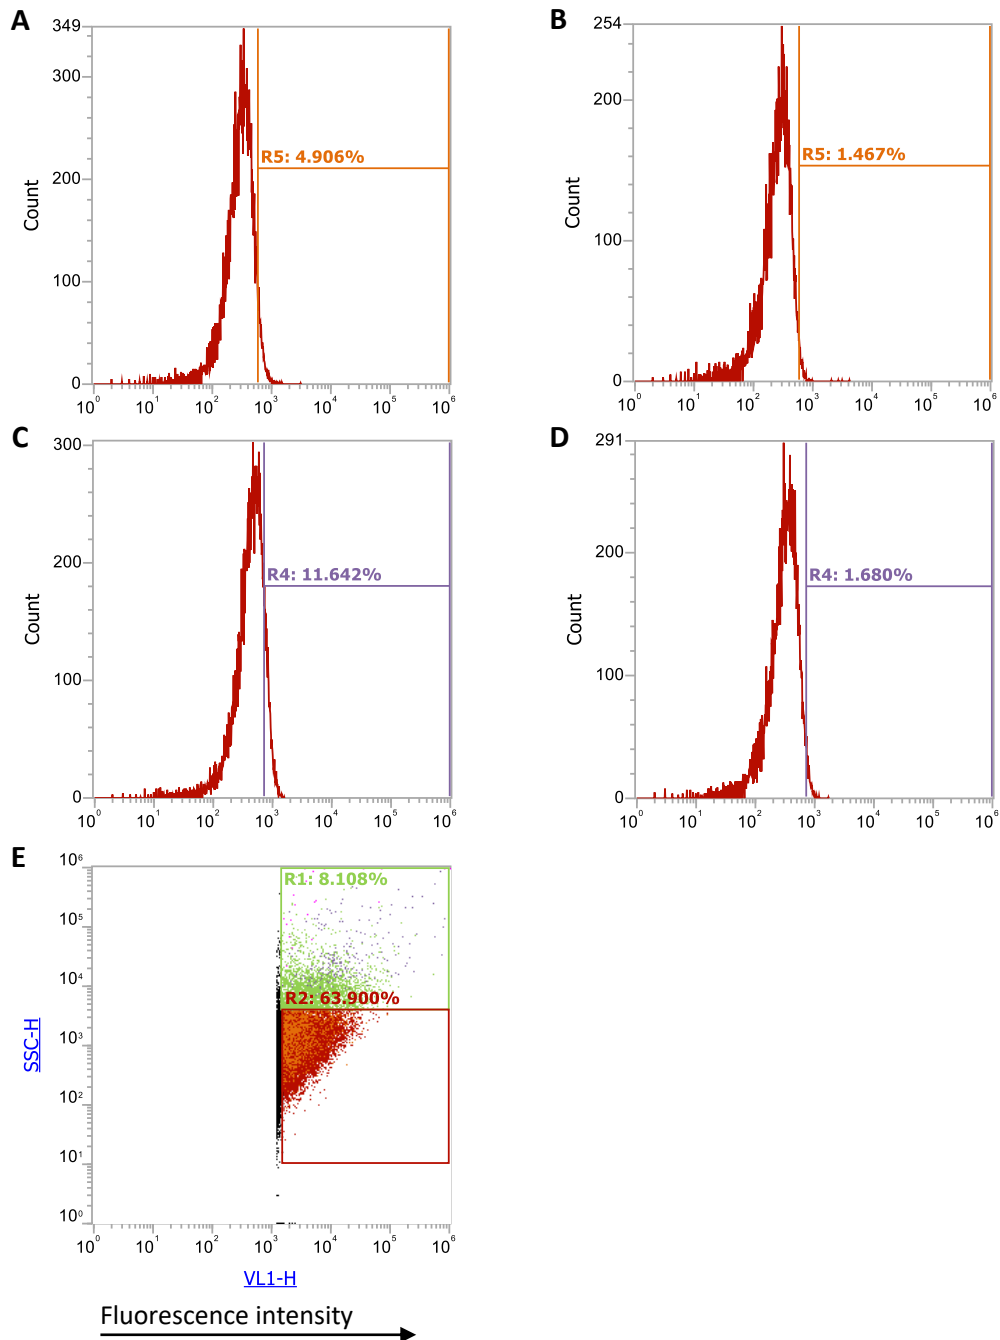 A
349
300
200
100
0
Count
R5: 4.906%
10⁰ 10¹ 10² 10³ 10⁴ 10⁵ 10⁶
B
254
200
100
0
Count
R5: 1.467%
10⁰ 10¹ 10² 10³ 10⁴ 10⁵ 10⁶
C
300
200
100
0
Count
R4: 11.642%
10⁰ 10¹ 10² 10³ 10⁴ 10⁵ 10⁶
D
291
200
100
0
Count
R4: 1.680%
10⁰ 10¹ 10² 10³ 10⁴ 10⁵ 10⁶
E
10⁶
10⁵
10⁴
10³
10²
10¹
10⁰
SSC-H
R1: 8.108%
R2: 63.900%
10⁰ 10¹ 10² 10³ 10⁴ 10⁵ 10⁶
VL1-H
Fluorescence intensity